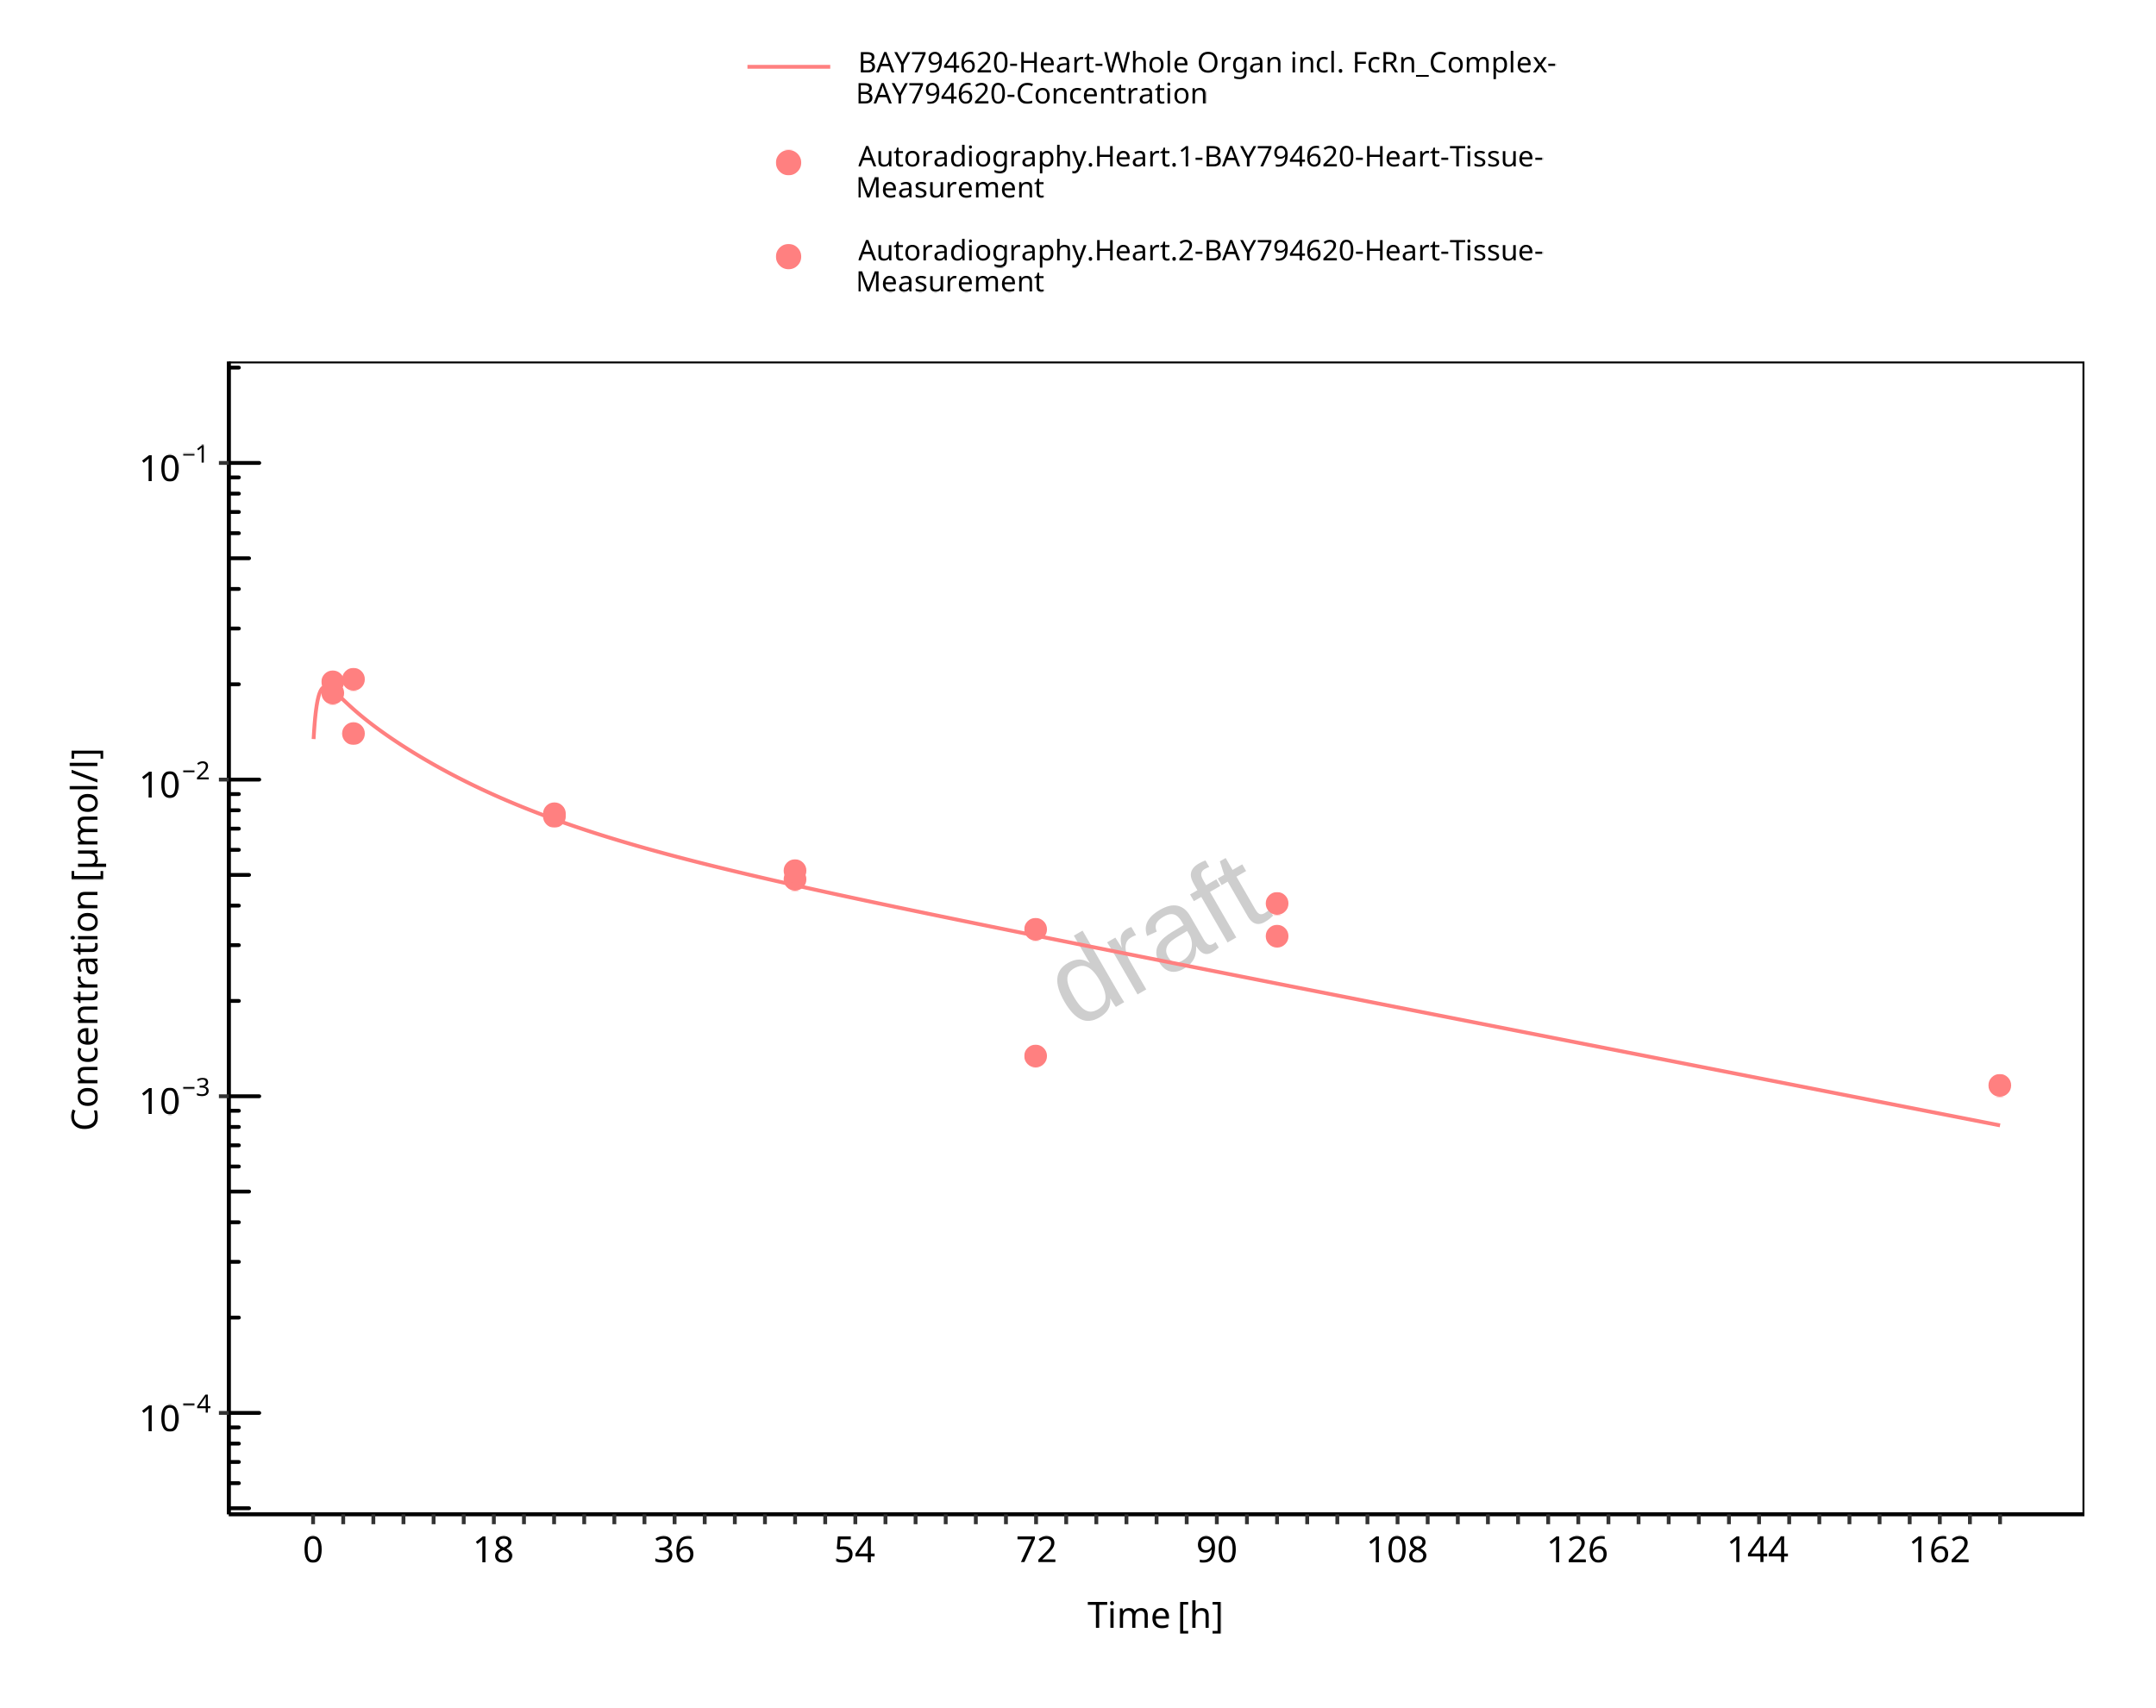 BAY794620-Heart-Whole Organ incl. FcRn_Complex-
BAY794620-Concentration
Autoradiography.Heart.1-BAY794620-Heart-Tissue-
Measurement
Autoradiography.Heart.2-BAY794620-Heart-Tissue-
Measurement
10⁻¹
10⁻²
10⁻³
10⁻⁴
Concentration [µmol/l]
draft
0 18 36 54 72 90 108 126 144 162
Time [h]